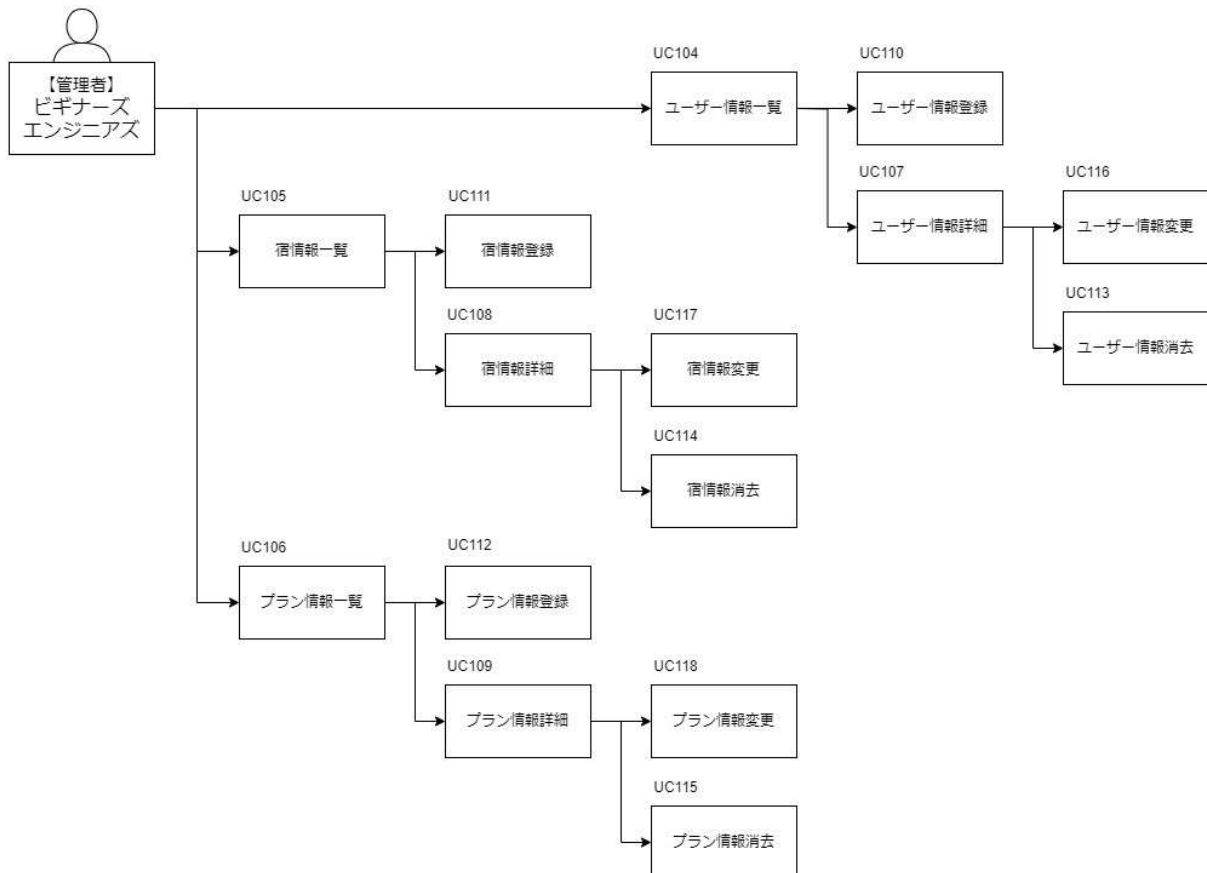 【管理者】
ビギナーズ
エンジニアズ
UC104
ユーザー情報一覧
UC110
ユーザー情報登録
UC107
ユーザー情報詳細
UC116
ユーザー情報変更
UC113
ユーザー情報消去
UC105
宿情報一覧
UC111
宿情報登録
UC108
宿情報詳細
UC117
宿情報変更
UC114
宿情報消去
UC106
プラン情報一覧
UC112
プラン情報登録
UC109
プラン情報詳細
UC118
プラン情報変更
UC115
プラン情報消去